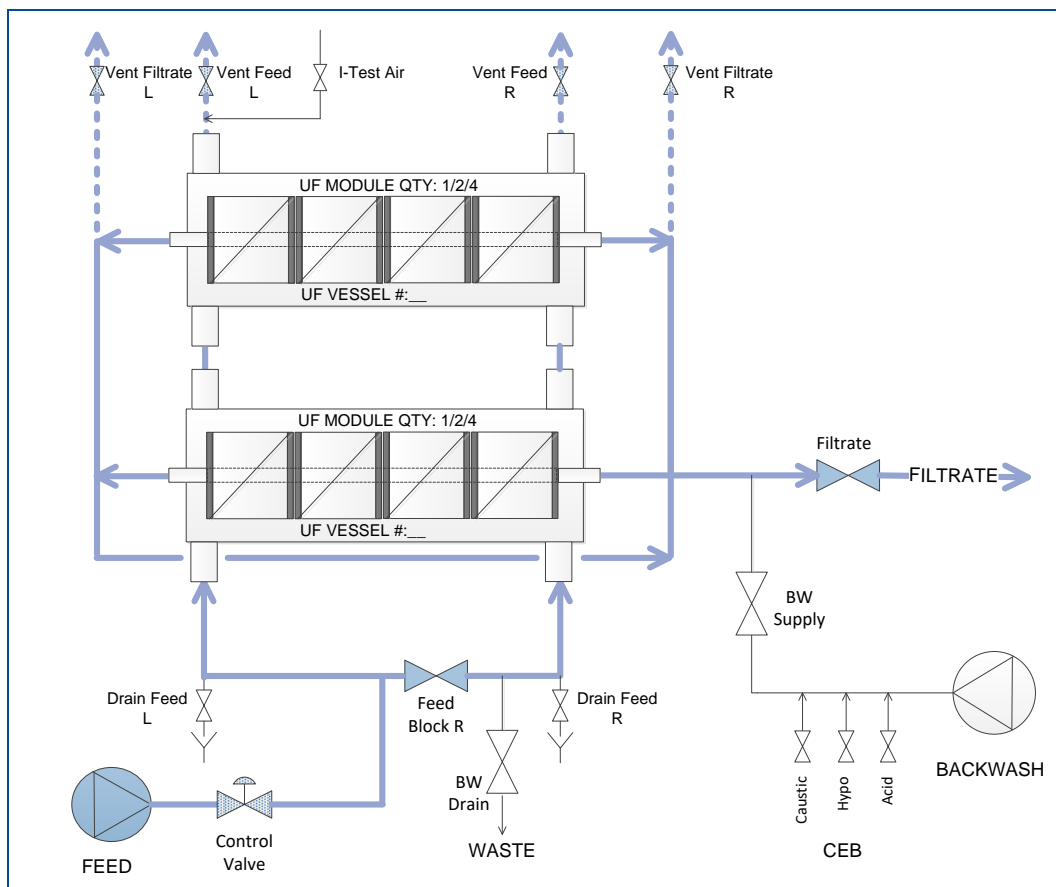 Vent Filtrate
L
Vent Feed
L
I-Test Air
Vent Feed
R
Vent Filtrate
R
UF MODULE QTY: 1/2/4
UF VESSEL #:__
UF MODULE QTY: 1/2/4
UF VESSEL #:__
Filtrate
FILTRATE
BW
Supply
Drain Feed
L
Feed
Block R
Drain Feed
R
BW
Drain
Control
Valve
FEED
WASTE
Caustic
Hypo
Acid
CEB
BACKWASH